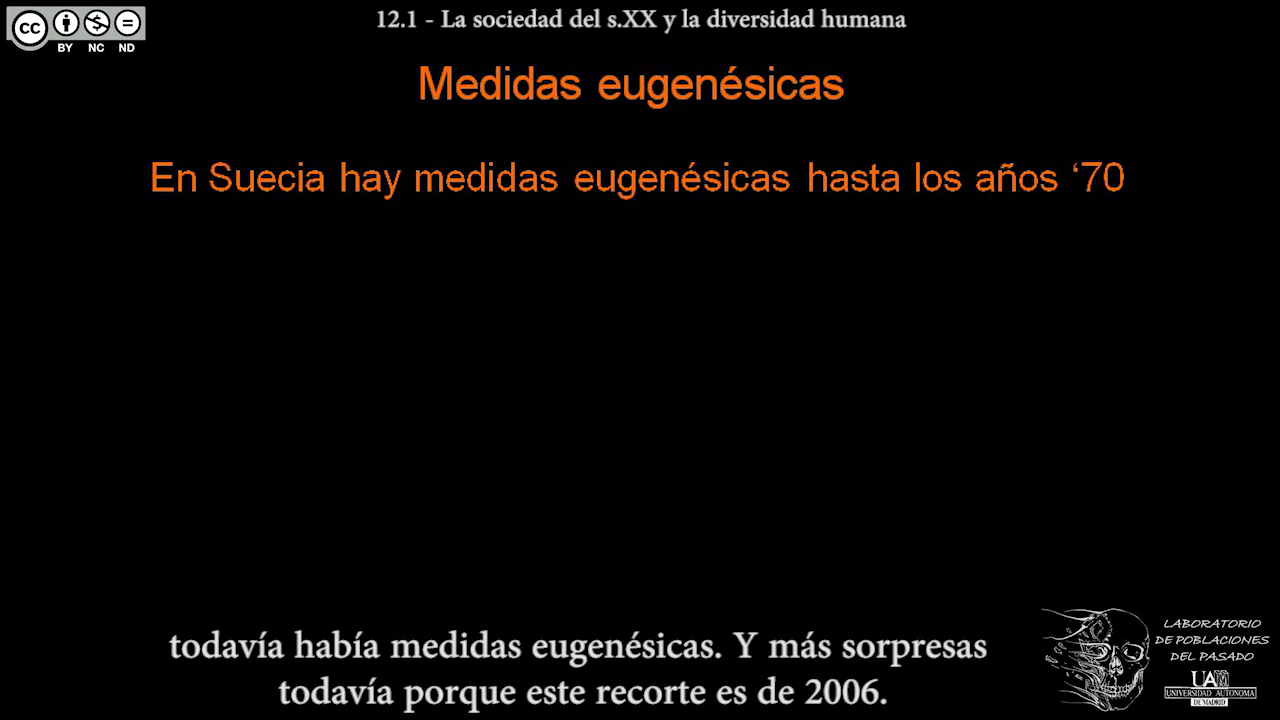 12.1 - La sociedad del s.XX y la diversidad humana
cc
BY NC ND
Medidas eugenésicas
En Suecia hay medidas eugenésicas hasta los años ‘70
todavía había medidas eugenésicas. Y más sorpresas
todavía porque este recorte es de 2006.
LABORATORIO
DE POBLACIONES
DEL PASADO
UAM
UNIVERSIDAD AUTONOMA
DE MADRID